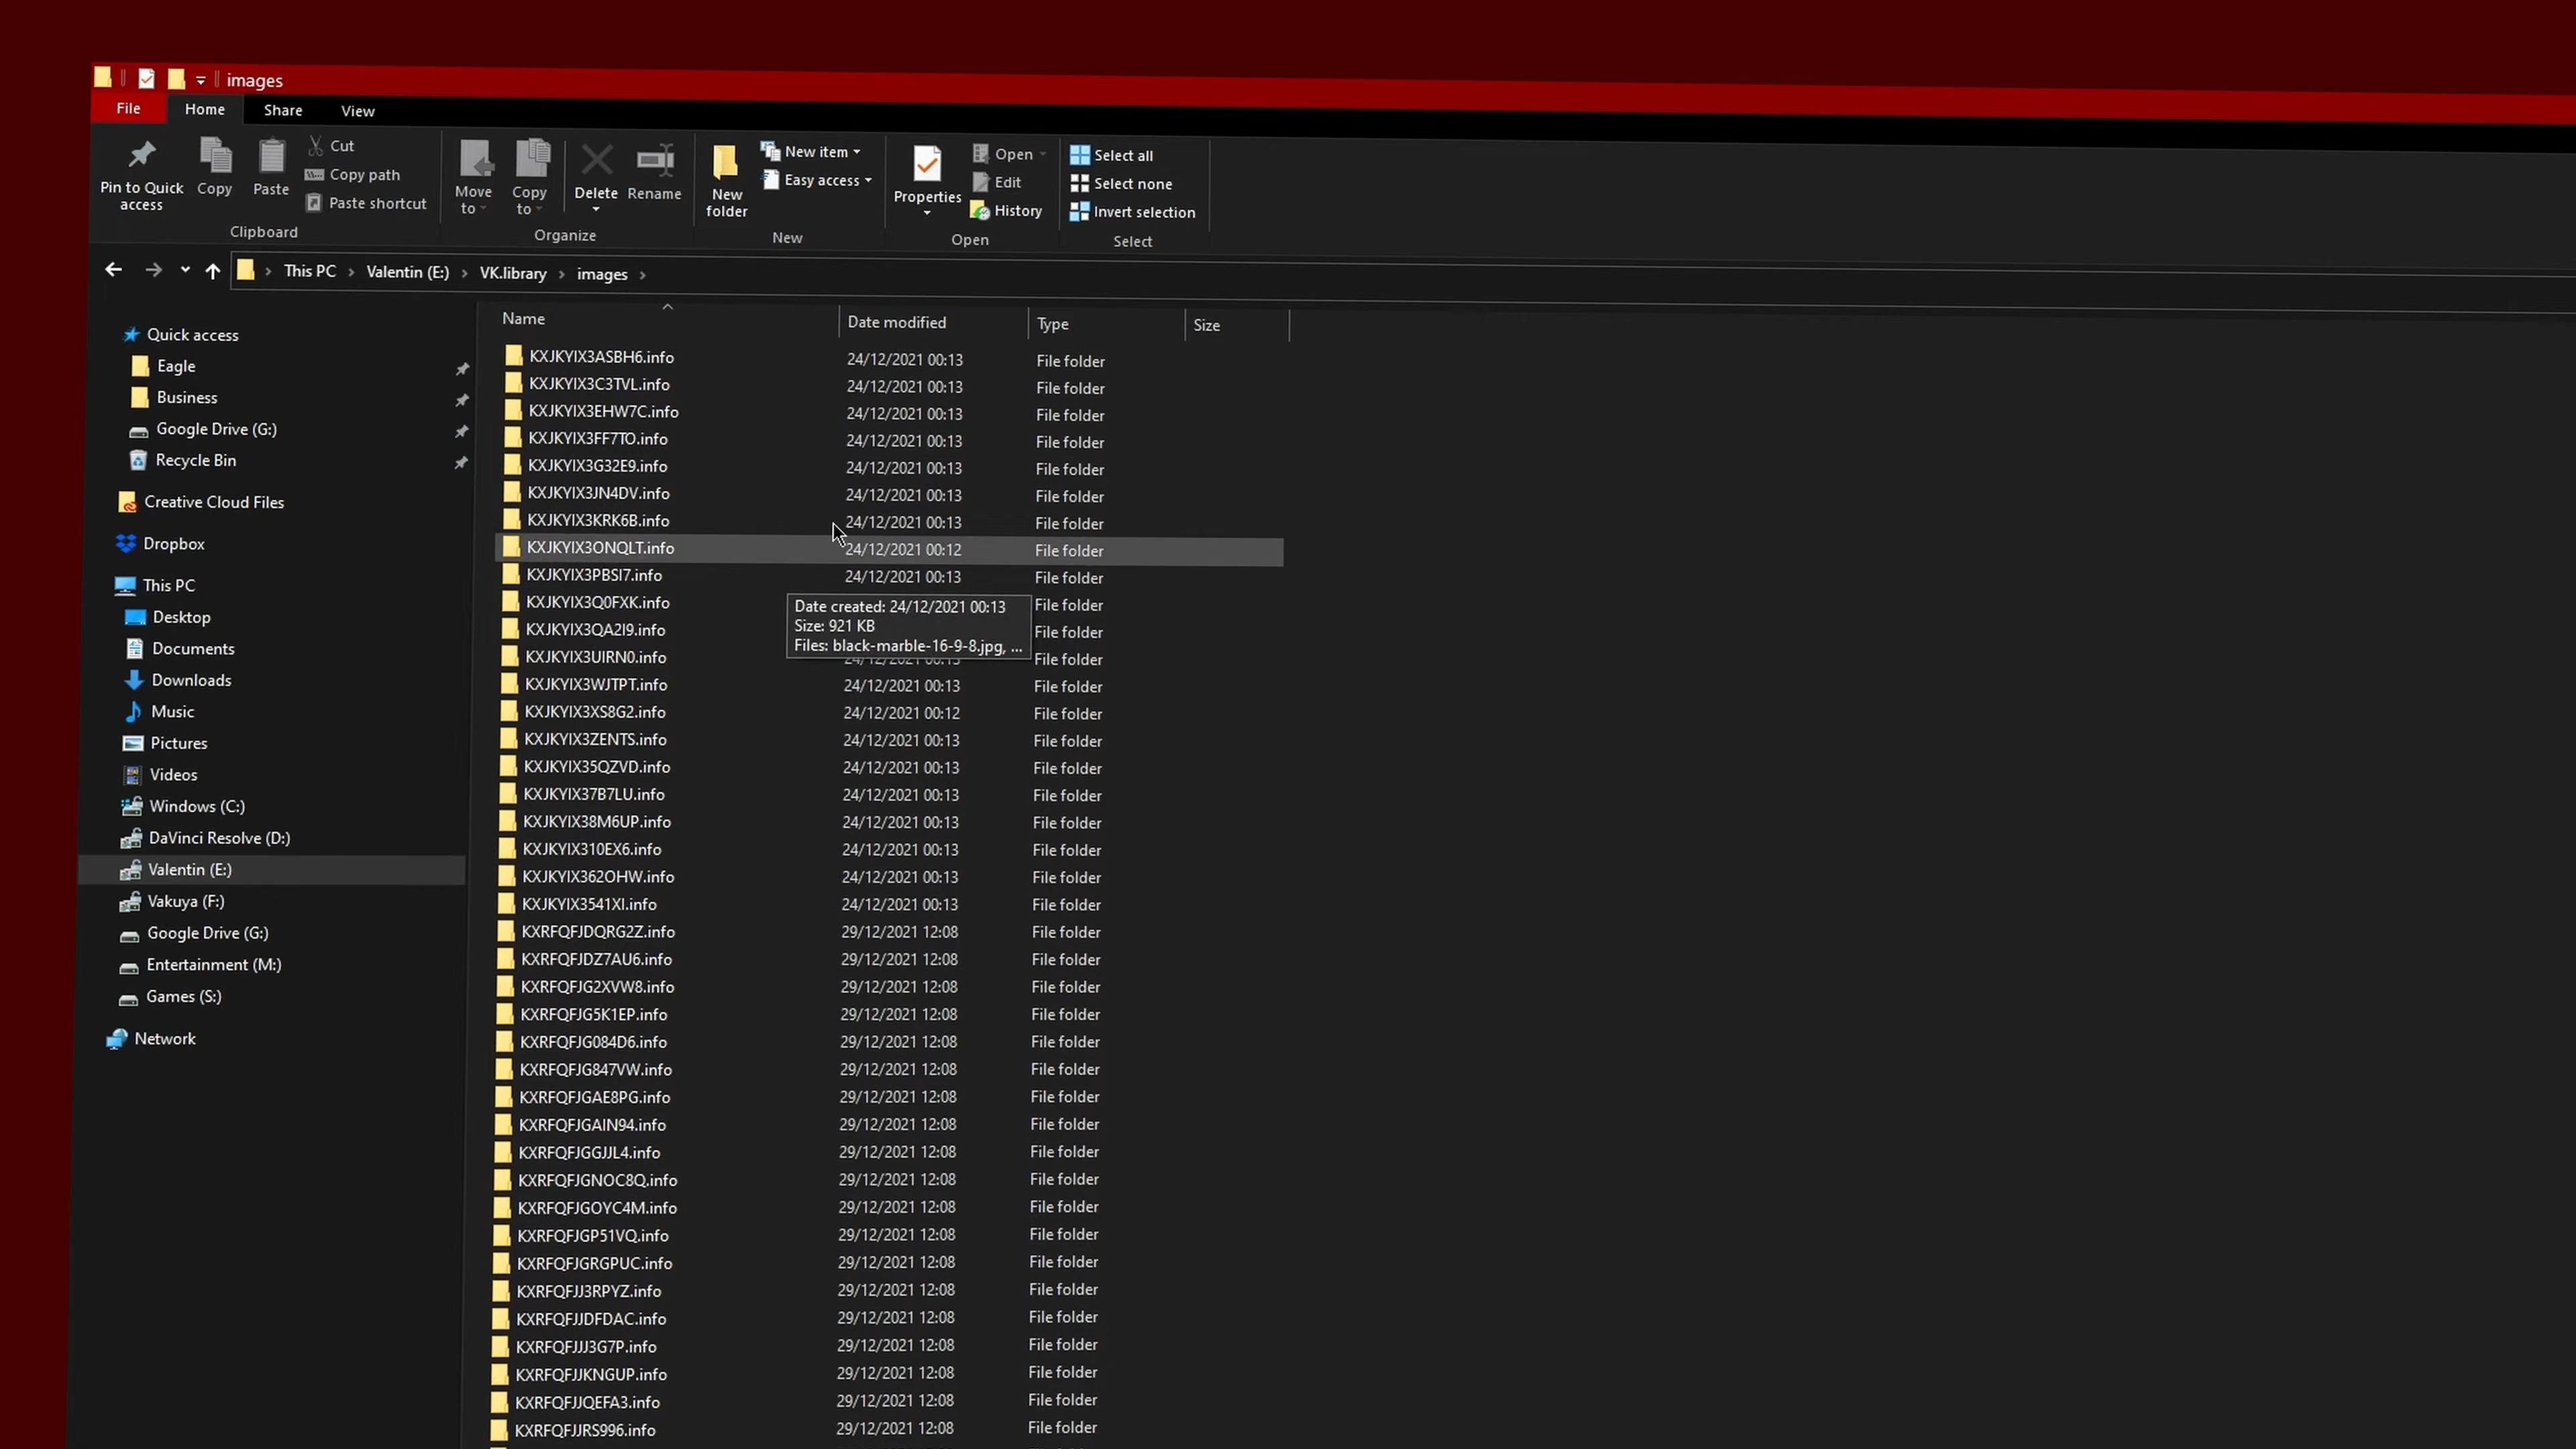 images
File Home Share View
Pin to Quick access
Copy
Paste
Cut
Copy path
Paste shortcut
Clipboard
Move to
Copy to
Delete
Rename
Organize
New folder
New item
Easy access
New
Properties
Open
Edit
History
Open
Select all
Select none
Invert selection
Select
This PC › Valentin (E:) › VK.library › images ›
Quick access
Eagle
Business
Google Drive (G:)
Recycle Bin
Creative Cloud Files
Dropbox
This PC
Desktop
Documents
Downloads
Music
Pictures
Videos
Windows (C:)
DaVinci Resolve (D:)
Valentin (E:)
Vakuya (F:)
Google Drive (G:)
Entertainment (M:)
Games (S:)
Network
Name Date modified Type Size
KXJKYIX3ASBH6.info 24/12/2021 00:13 File folder
KXJKYIX3C3TVL.info 24/12/2021 00:13 File folder
KXJKYIX3EHW7C.info 24/12/2021 00:13 File folder
KXJKYIX3FF7TO.info 24/12/2021 00:13 File folder
KXJKYIX3G32E9.info 24/12/2021 00:13 File folder
KXJKYIX3JN4DV.info 24/12/2021 00:13 File folder
KXJKYIX3KRK6B.info 24/12/2021 00:13 File folder
KXJKYIX3ONQLT.info 24/12/2021 00:12 File folder
KXJKYIX3PBSI7.info 24/12/2021 00:13 File folder
KXJKYIX3Q0FXK.info File folder
KXJKYIX3QA2I9.info File folder
KXJKYIX3UIRN0.info 24/12/2021 00:13 File folder
Date created: 24/12/2021 00:13
Size: 921 KB
Files: black-marble-16-9-8.jpg, ...
KXJKYIX3WJTPT.info 24/12/2021 00:13 File folder
KXJKYIX3XS8G2.info 24/12/2021 00:12 File folder
KXJKYIX3ZENTS.info 24/12/2021 00:13 File folder
KXJKYIX35QZVD.info 24/12/2021 00:13 File folder
KXJKYIX37B7LU.info 24/12/2021 00:13 File folder
KXJKYIX38M6UP.info 24/12/2021 00:13 File folder
KXJKYIX310EX6.info 24/12/2021 00:13 File folder
KXJKYIX362OHW.info 24/12/2021 00:13 File folder
KXJKYIX3541XI.info 24/12/2021 00:13 File folder
KXRFQFJDQRG2Z.info 29/12/2021 12:08 File folder
KXRFQFJDZ7AU6.info 29/12/2021 12:08 File folder
KXRFQFJG2XVW8.info 29/12/2021 12:08 File folder
KXRFQFJG5K1EP.info 29/12/2021 12:08 File folder
KXRFQFJG084D6.info 29/12/2021 12:08 File folder
KXRFQFJG847VW.info 29/12/2021 12:08 File folder
KXRFQFJGAE8PG.info 29/12/2021 12:08 File folder
KXRFQFJGAIN94.info 29/12/2021 12:08 File folder
KXRFQFJGGJJL4.info 29/12/2021 12:08 File folder
KXRFQFJGNOC8Q.info 29/12/2021 12:08 File folder
KXRFQFJGOYC4M.info 29/12/2021 12:08 File folder
KXRFQFJGP51VQ.info 29/12/2021 12:08 File folder
KXRFQFJGRGPUC.info 29/12/2021 12:08 File folder
KXRFQFJJ3RPYZ.info 29/12/2021 12:08 File folder
KXRFQFJJDFDAC.info 29/12/2021 12:08 File folder
KXRFQFJJJ3G7P.info 29/12/2021 12:08 File folder
KXRFQFJJKNGUP.info 29/12/2021 12:08 File folder
KXRFQFJJQEFA3.info 29/12/2021 12:08 File folder
KXRFQFJJRS996.info 29/12/2021 12:08 File folder